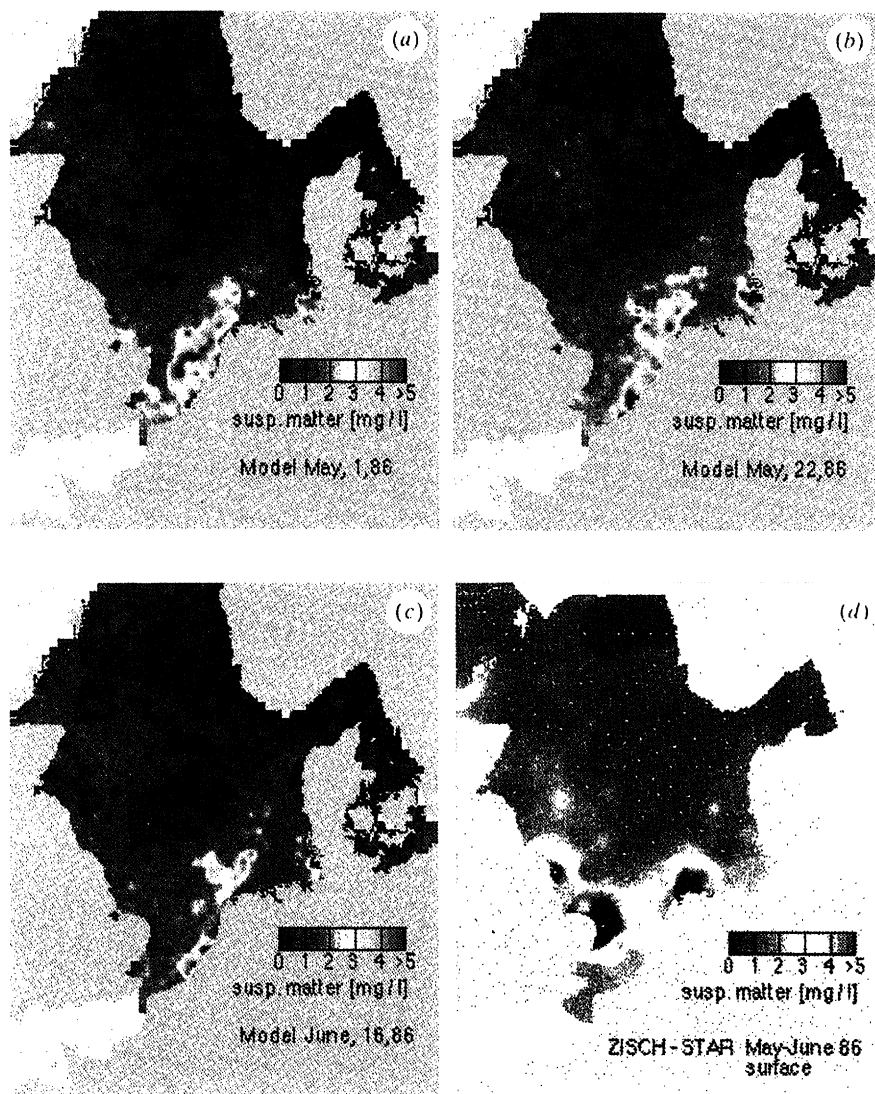 (a)
0 1 2 3 4 >5
susp. matter [mg/l]
Model May, 1,86
(b)
0 1 2 3 4 >5
susp. matter [mg/l]
Model May, 22,86
(c)
0 1 2 3 4 >5
susp. matter [mg/l]
Model June, 16,86
(d)
0 1 2 3 4 >5
susp. matter [mg/l]
ZISCH-STAR May-June 86
surface